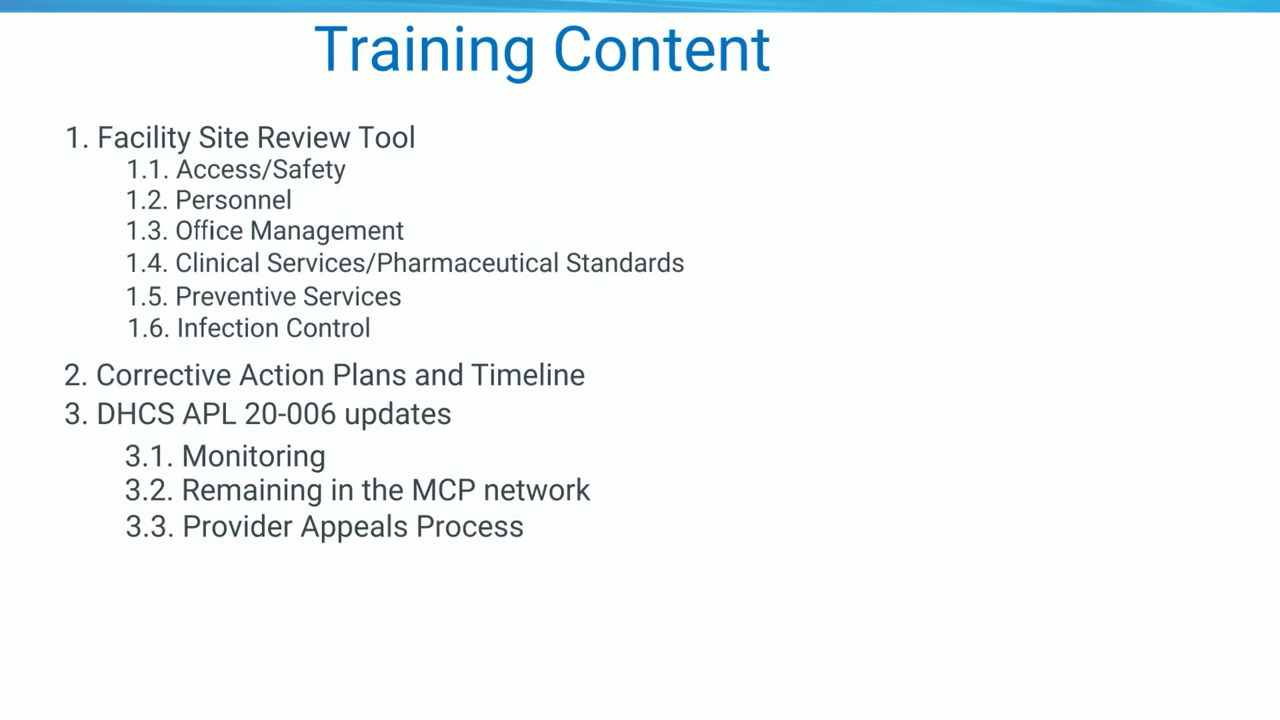 Training Content
1. Facility Site Review Tool
1.1. Access/Safety
1.2. Personnel
1.3. Office Management
1.4. Clinical Services/Pharmaceutical Standards
1.5. Preventive Services
1.6. Infection Control
2. Corrective Action Plans and Timeline
3. DHCS APL 20-006 updates
3.1. Monitoring
3.2. Remaining in the MCP network
3.3. Provider Appeals Process